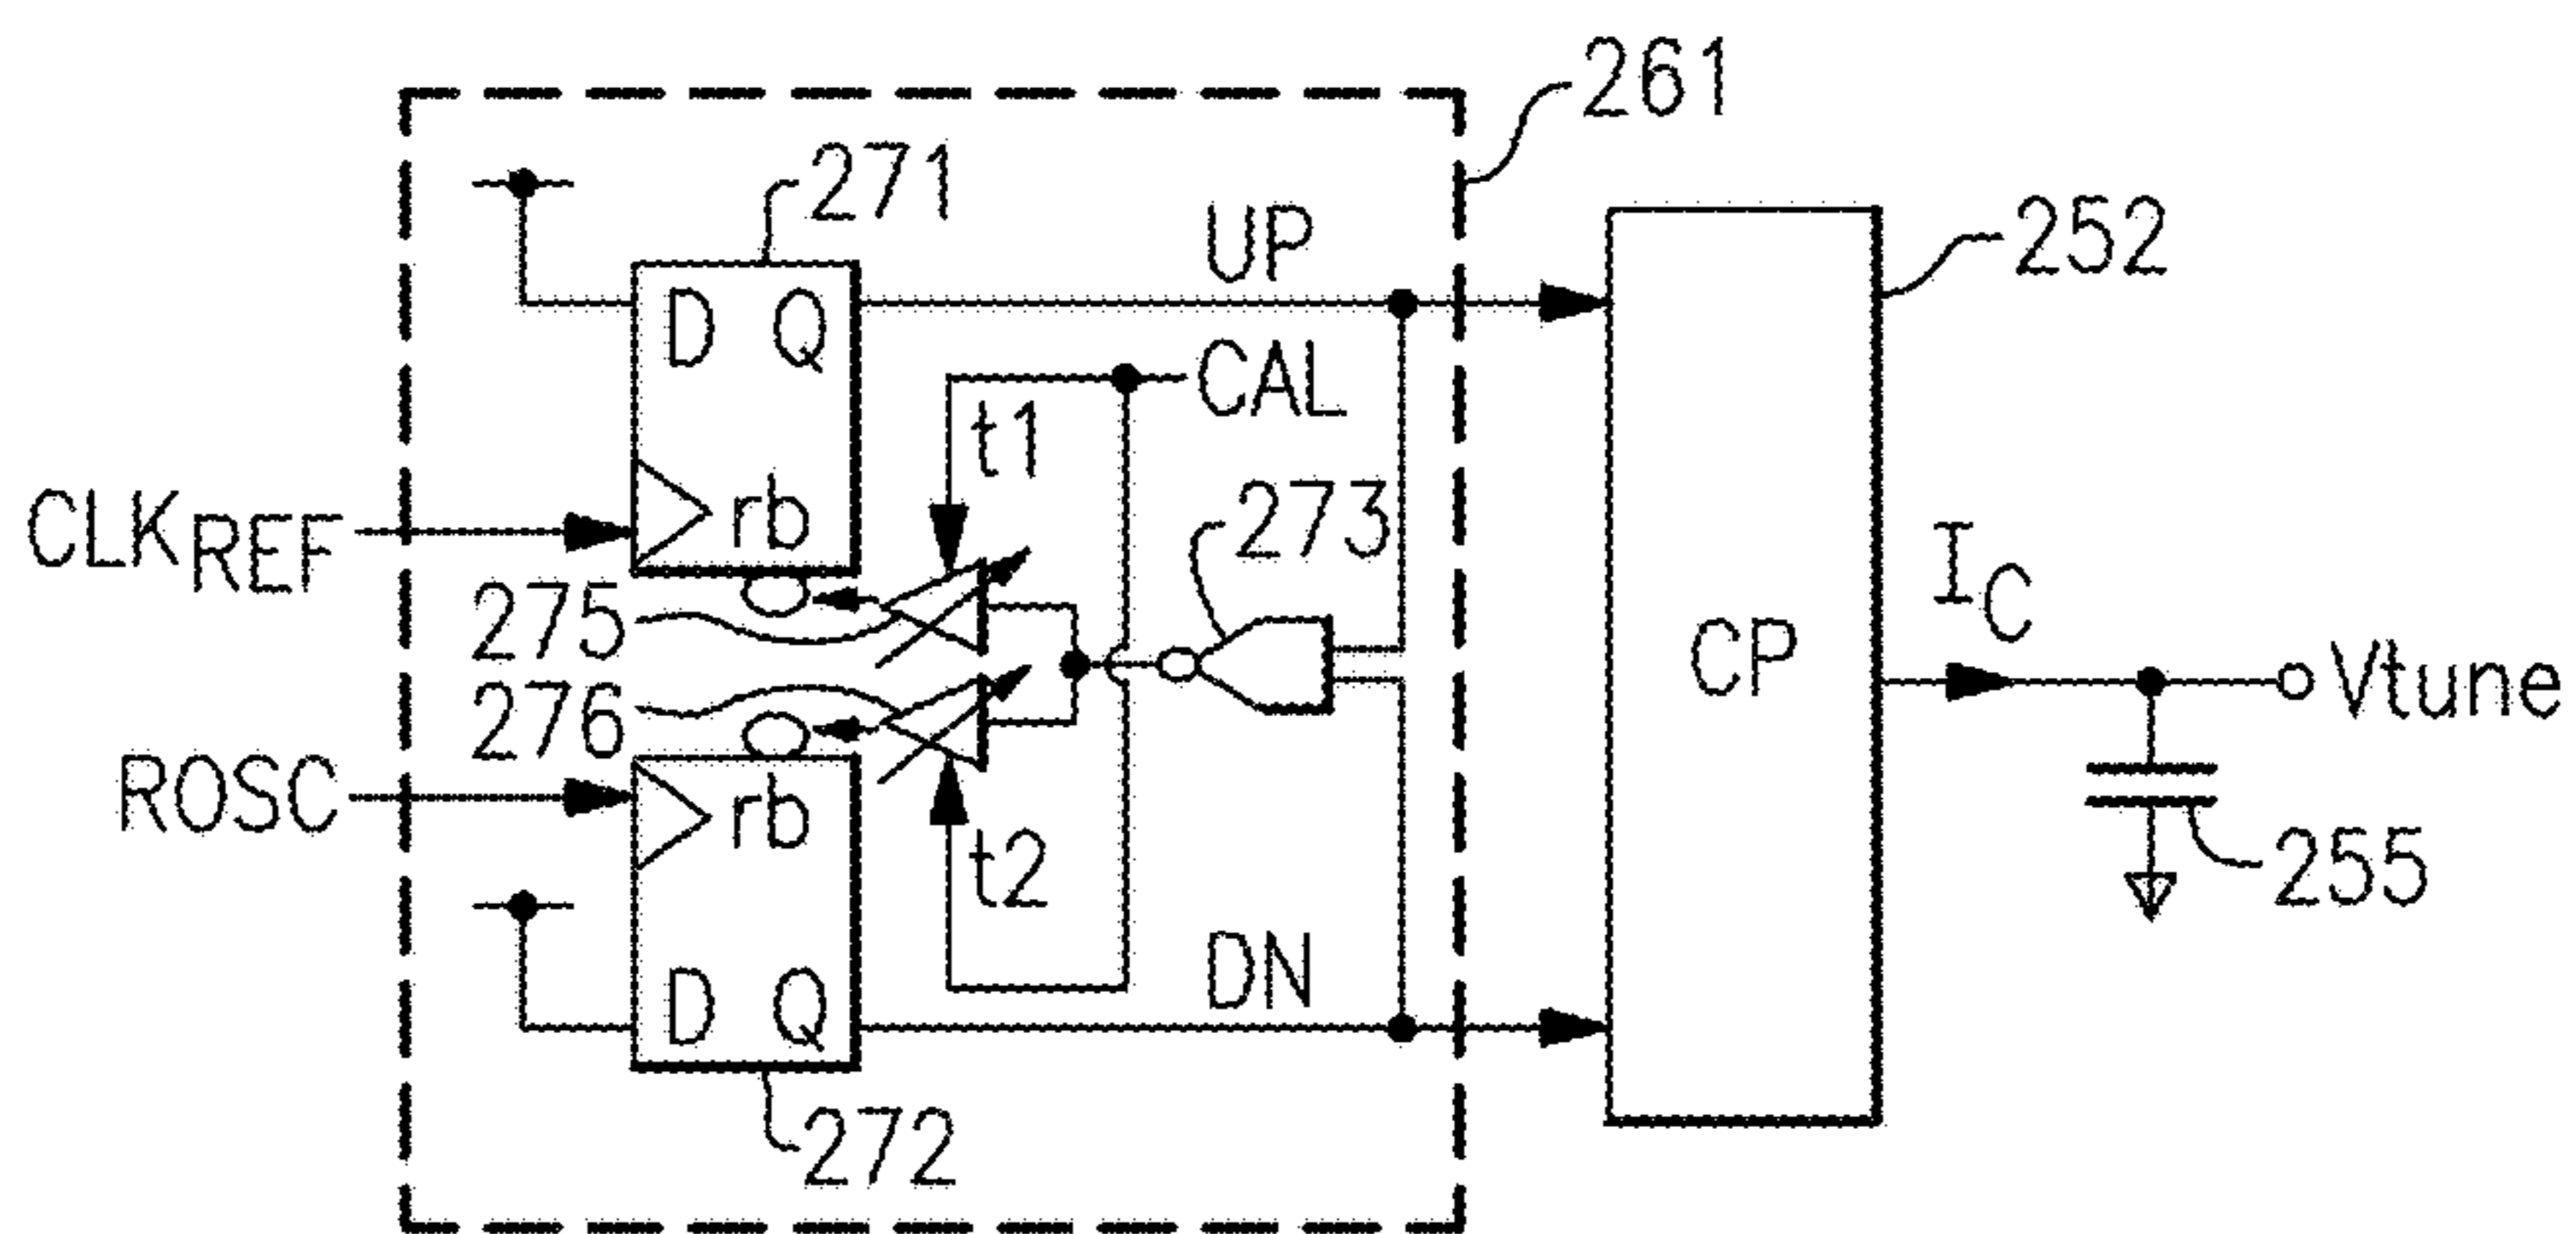 261
271
UP
252
D Q
CAL
t1
CLKREF
rb
273
IC
275
CP
Vtune
276
ROSC
rb
t2
255
DN
D Q
272